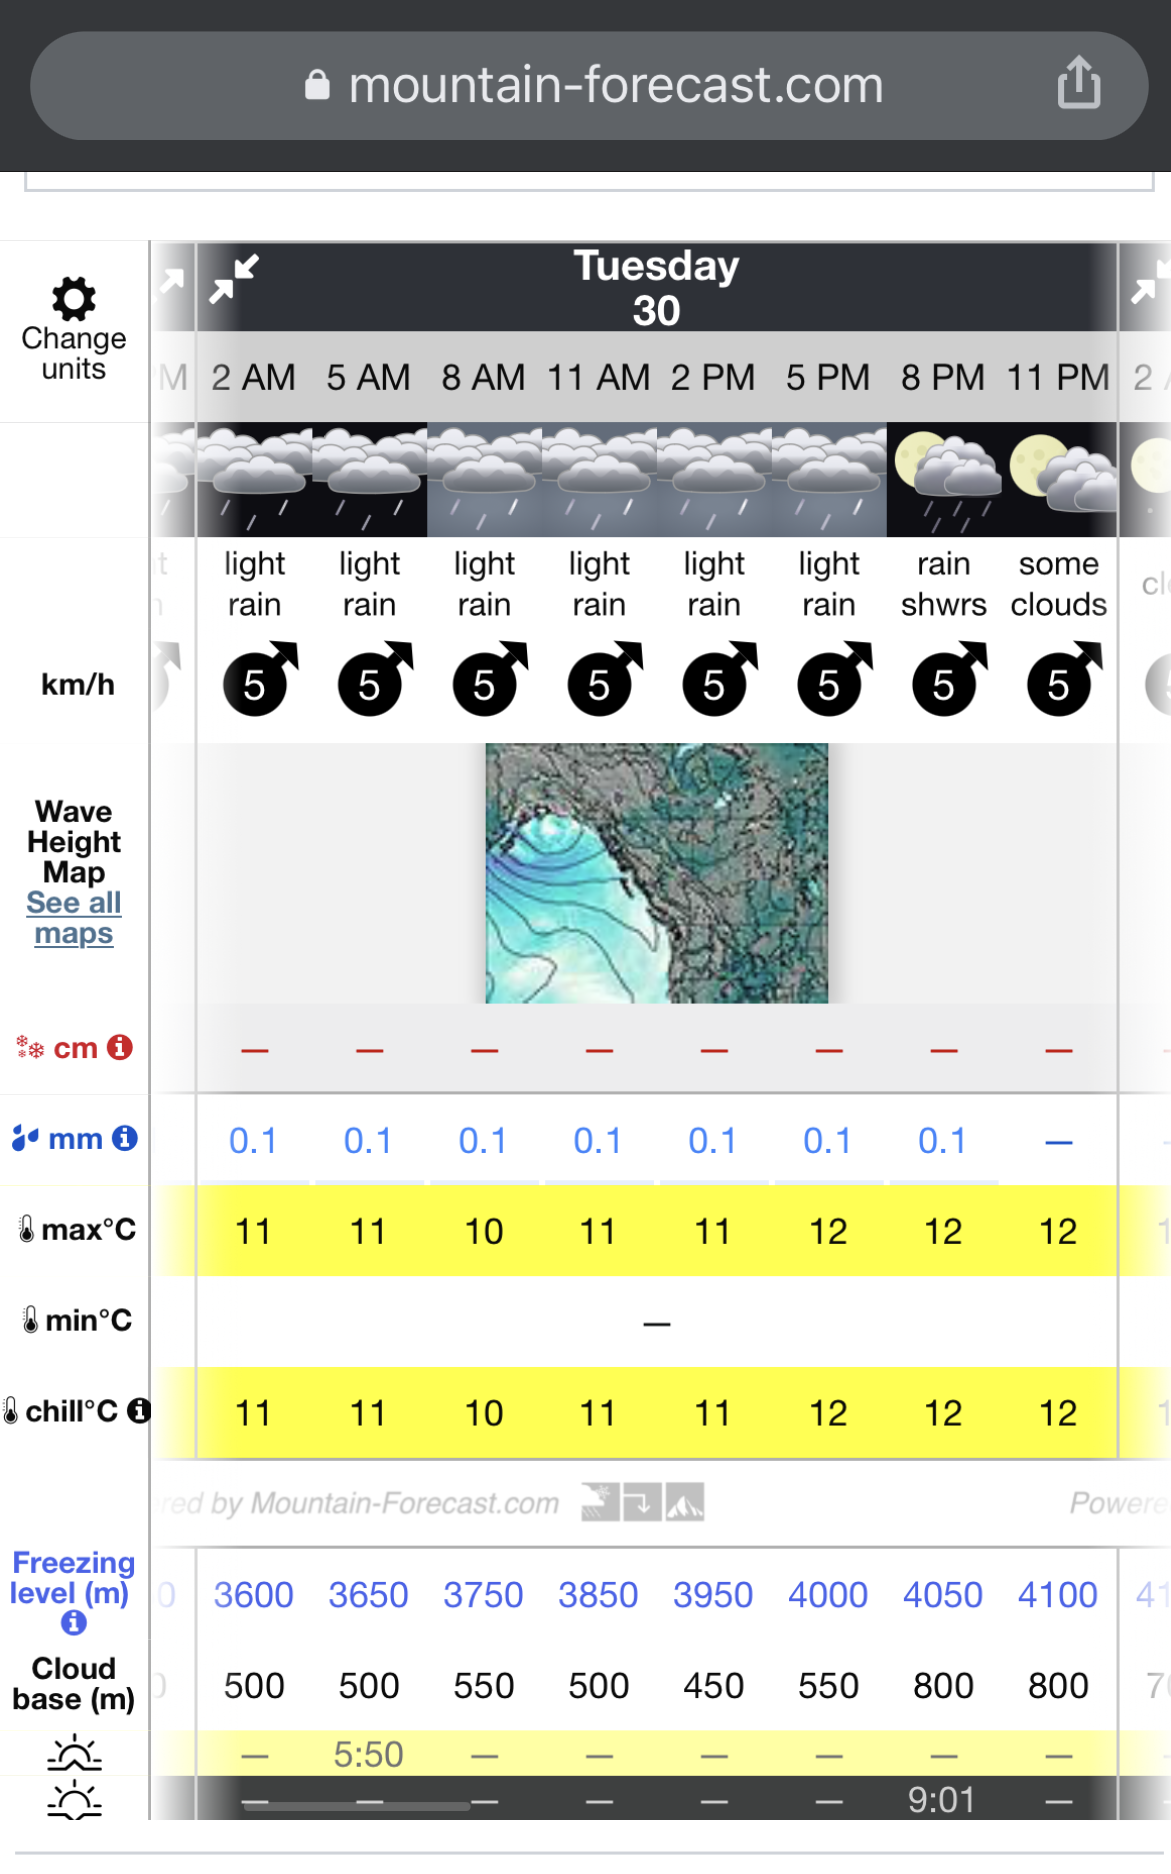 mountain-forecast.com
Tuesday
30
Change
units
M 2 AM 5 AM 8 AM 11 AM 2 PM 5 PM 8 PM 11 PM 2
light light light light light light rain some
rain rain rain rain rain rain shwrs clouds
km/h 5 5 5 5 5 5 5 5
Wave
Height
Map
See all
maps
cm — — — — — — — —
mm 0.1 0.1 0.1 0.1 0.1 0.1 0.1 —
max°C 11 11 10 11 11 12 12 12
min°C —
chill°C 11 11 10 11 11 12 12 12
red by Mountain-Forecast.com Powere
Freezing
level (m) 0 3600 3650 3750 3850 3950 4000 4050 4100 41
Cloud
base (m) 500 500 550 500 450 550 800 800
— 5:50 — — — — — —
— — — — — — 9:01 —